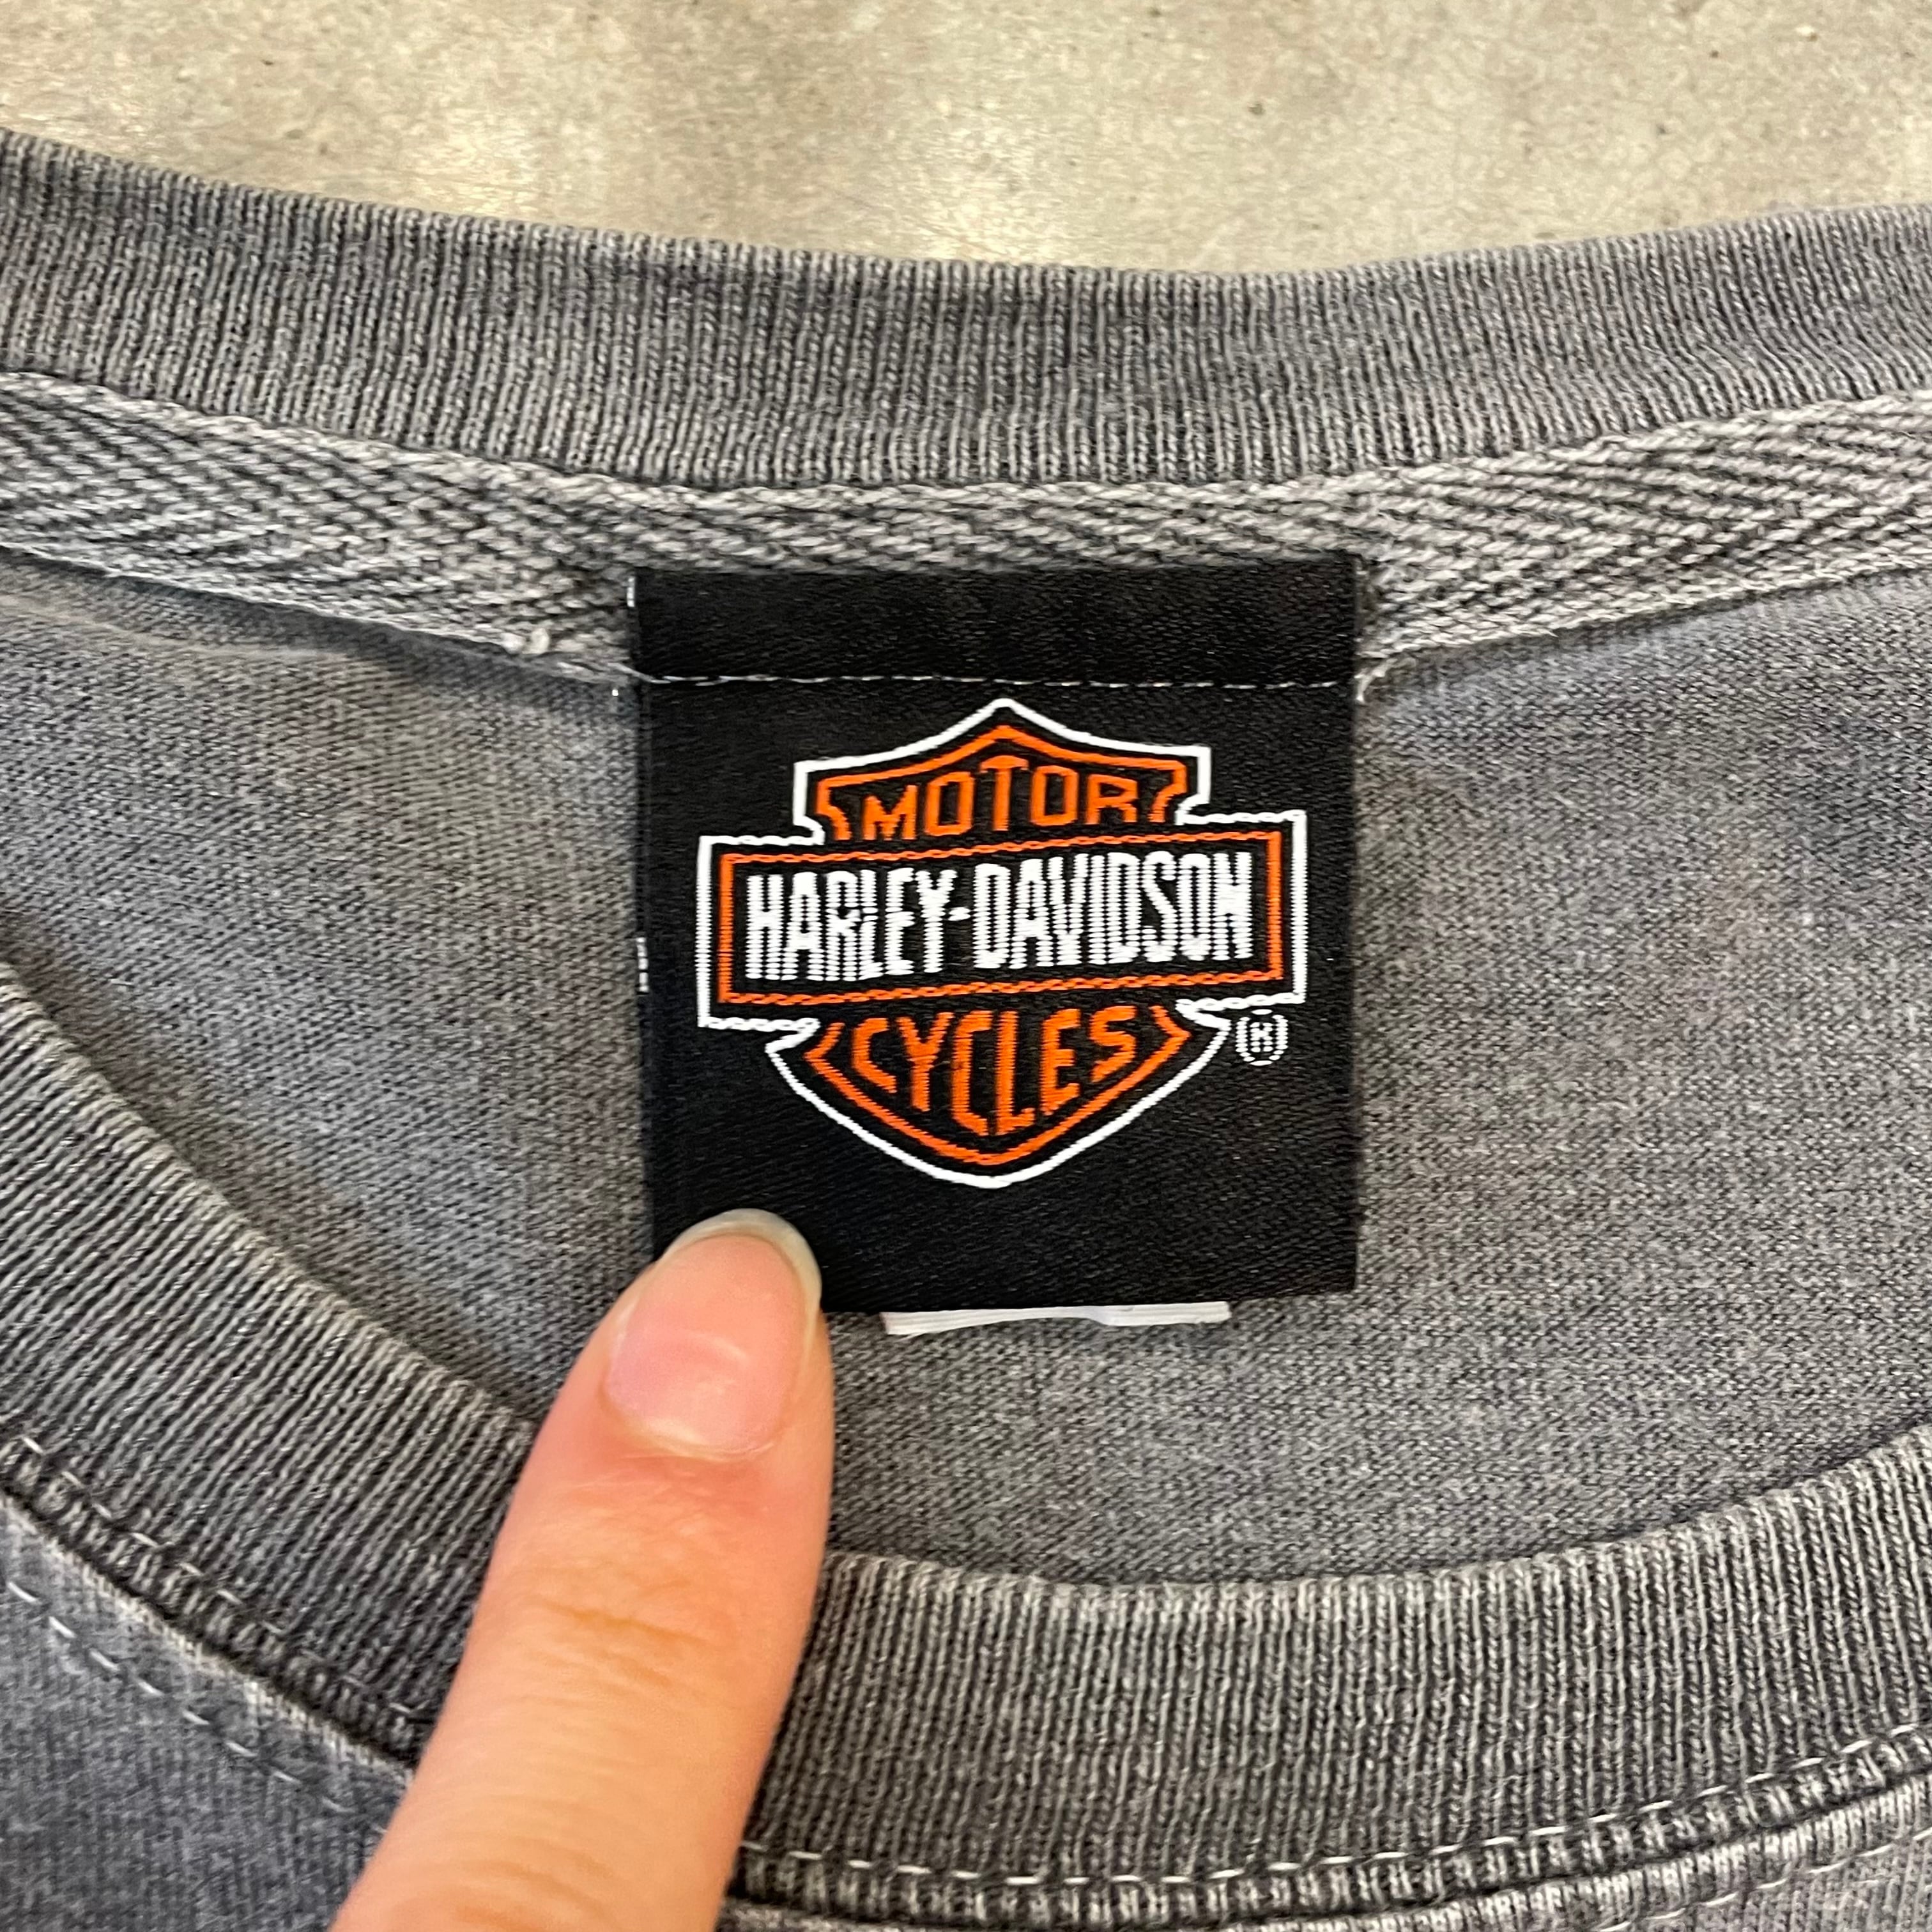 MOTOR
HARLEY-DAVIDSON
CYCLES
®